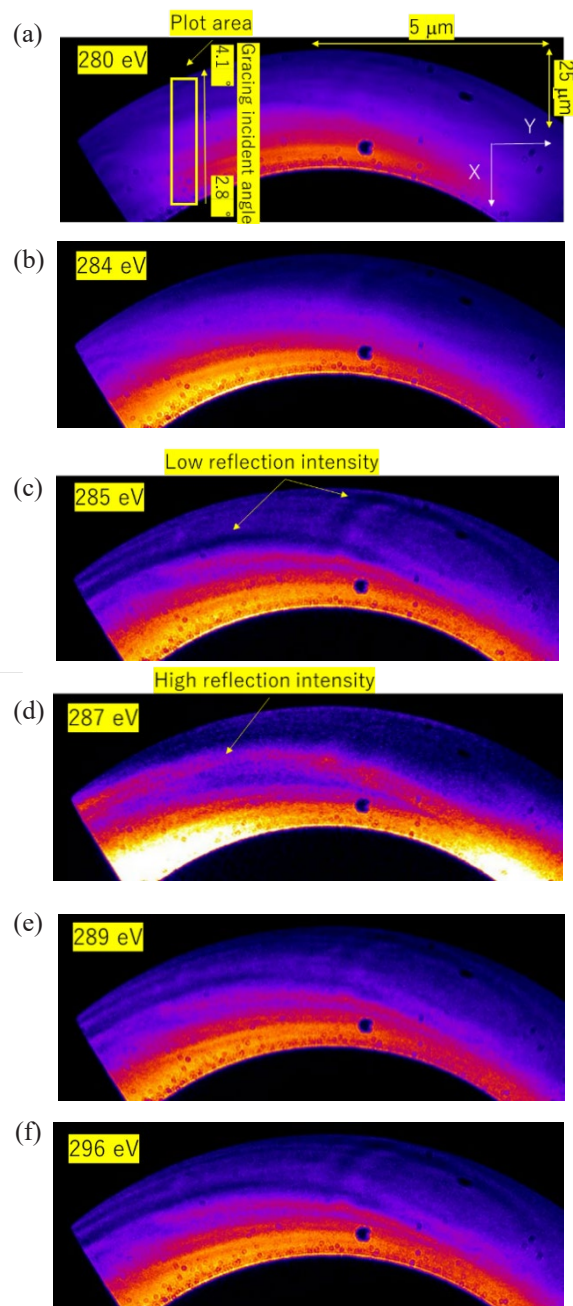 (a)
Plot area
5 μm
280 eV
4.1 °
Gracing incident angle
2.8 °
25 μm
Y
X
(b)
284 eV
(c)
Low reflection intensity
285 eV
High reflection intensity
(d)
287 eV
(e)
289 eV
(f)
296 eV